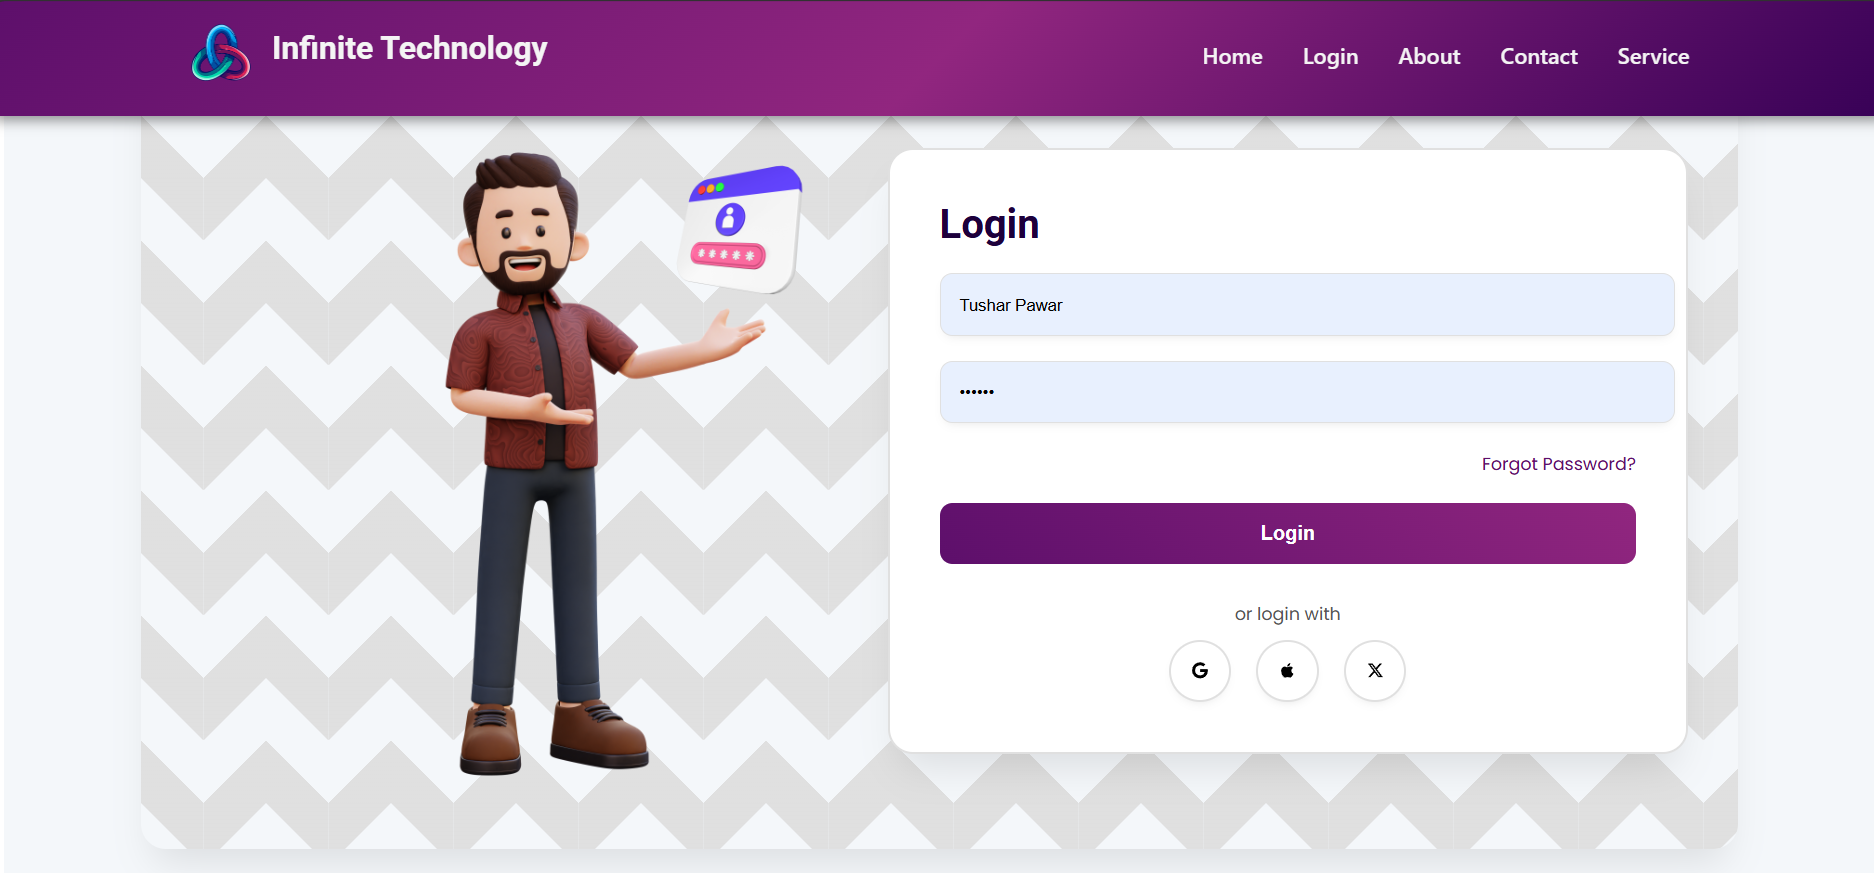 Infinite Technology
Home Login About Contact Service
*****
Login
Tushar Pawar
••••••
Forgot Password?
Login
or login with